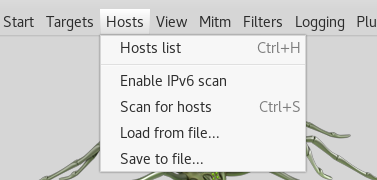 Start Targets Hosts View Mitm Filters Logging Plu
Hosts list Ctrl+H
Enable IPv6 scan
Scan for hosts Ctrl+S
Load from file...
Save to file...